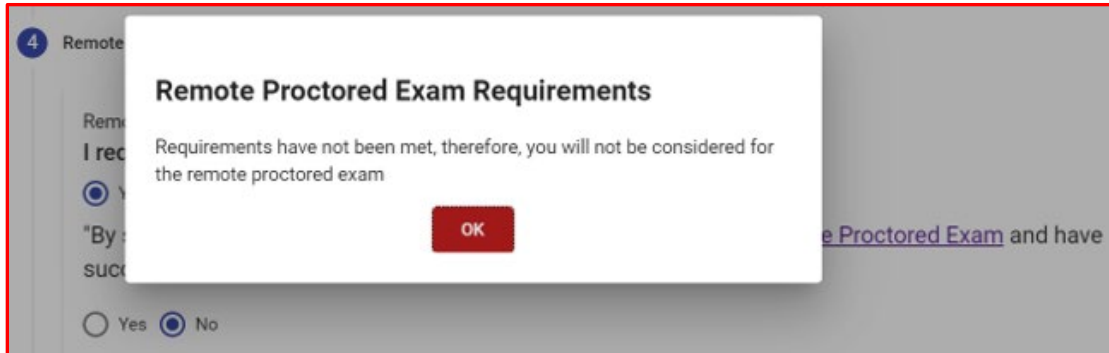 4 Remote
Remote Proctored Exam Requirements
Requirements have not been met, therefore, you will not be considered for
the remote proctored exam
OK
"By
e Proctored Exam and have
Yes No